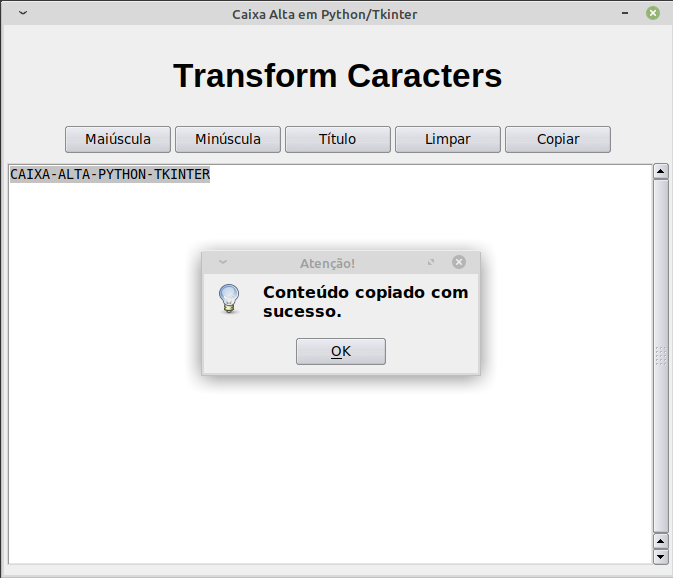 Caixa Alta em Python/Tkinter
Transform Caracters
Maiúscula Minúscula Título Limpar Copiar
CAIXA-ALTA-PYTHON-TKINTER
Atenção!
Conteúdo copiado com
sucesso.
OK